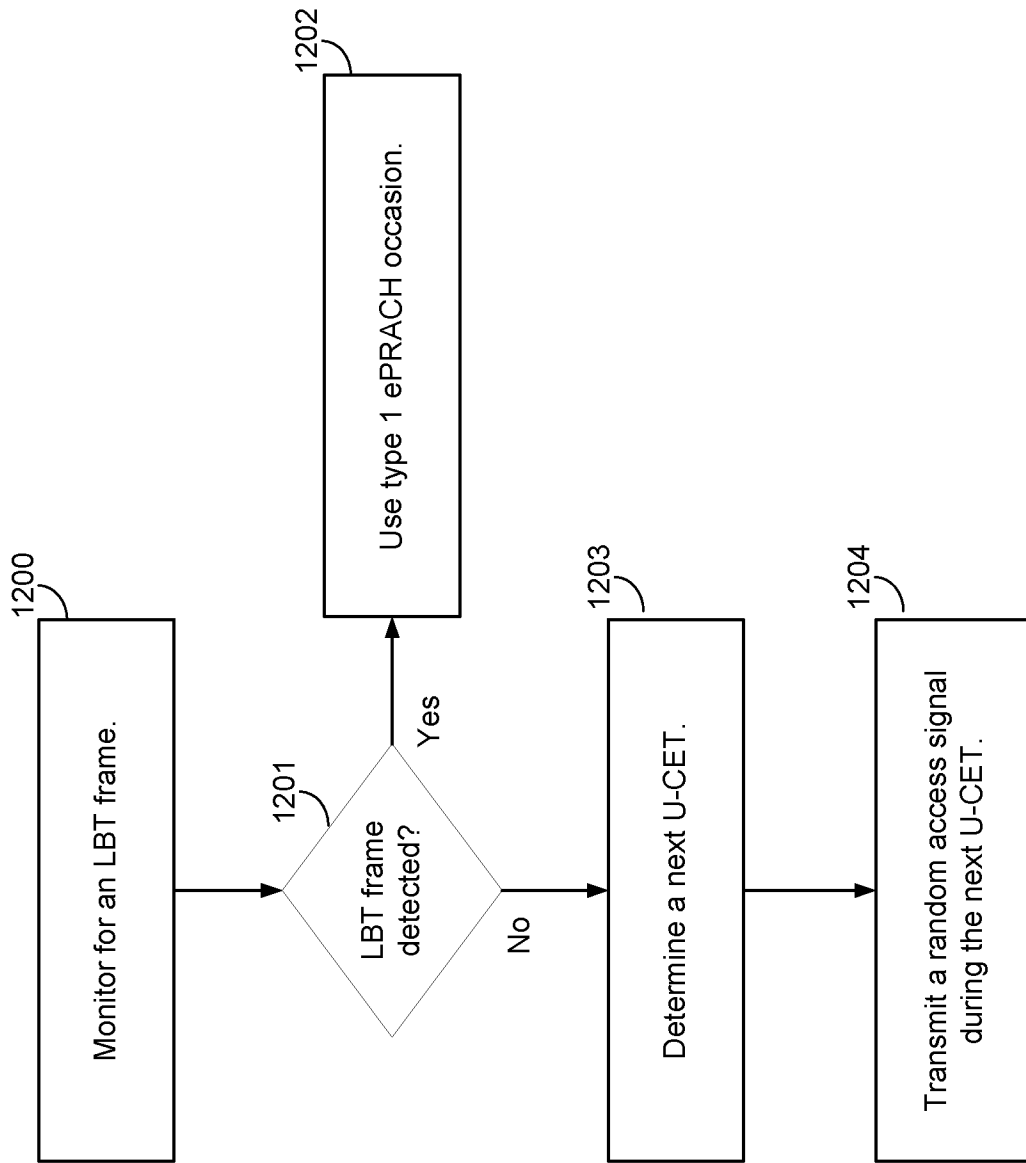 1200
Monitor for an LBT frame.
1201
LBT frame
detected?
Yes
1202
Use type 1 ePRACH occasion.
No
1203
Determine a next U-CET.
1204
Transmit a random access signal
during the next U-CET.